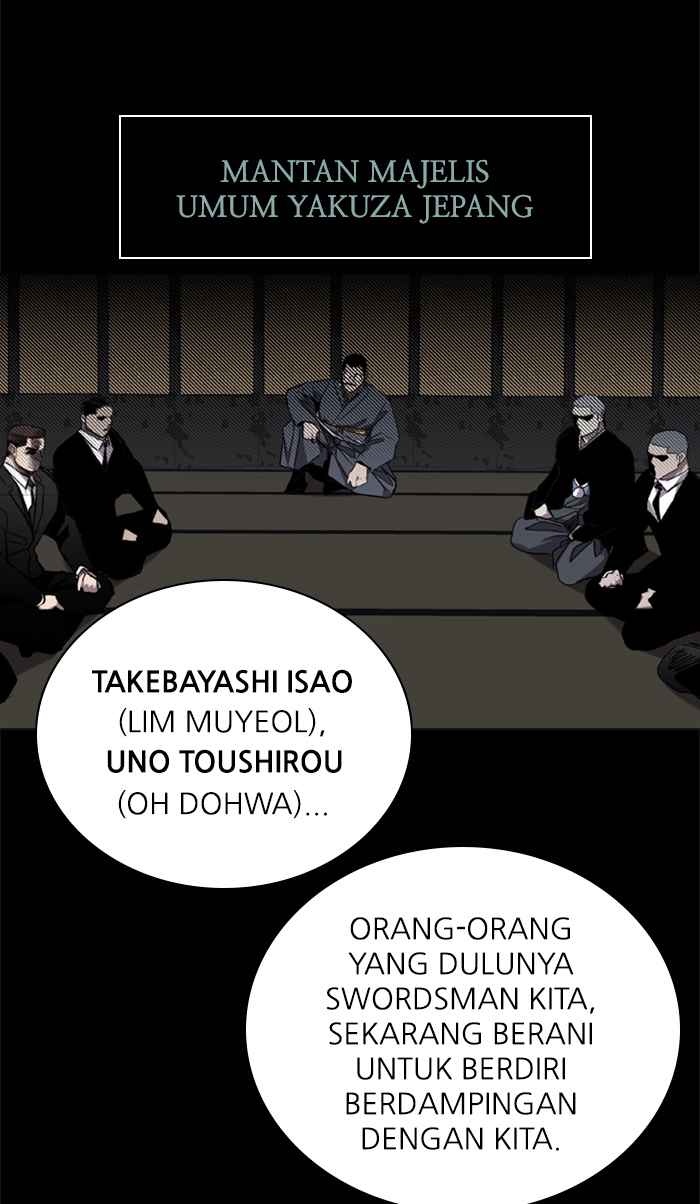 MANTAN MAJELIS
UMUM YAKUZA JEPANG
TAKEBAYASHI ISAO
(LIM MUYEOL),
UNO TOUSHIROU
(OH DOHWA)...
ORANG-ORANG
YANG DULUNYA
SWORDSMAN KITA,
SEKARANG BERANI
UNTUK BERDIRI
BERDAMPINGAN
DENGAN KITA.